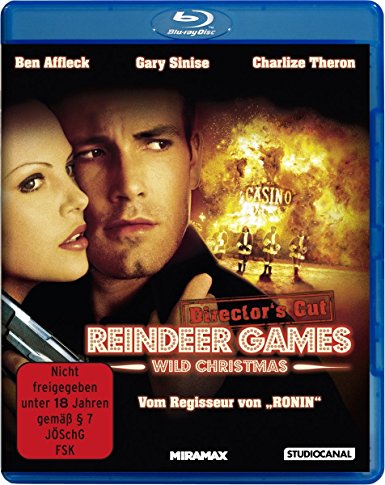 Blu-ray Disc
Ben Affleck Gary Sinise Charlize Theron
CASINO
Director's Cut
REINDEER GAMES
WILD CHRISTMAS
Vom Regisseur von „RONIN“
Nicht
freigegeben
unter 18 Jahren
gemäß § 7
JÖSchG
FSK
MIRAMAX
STUDIOCANAL